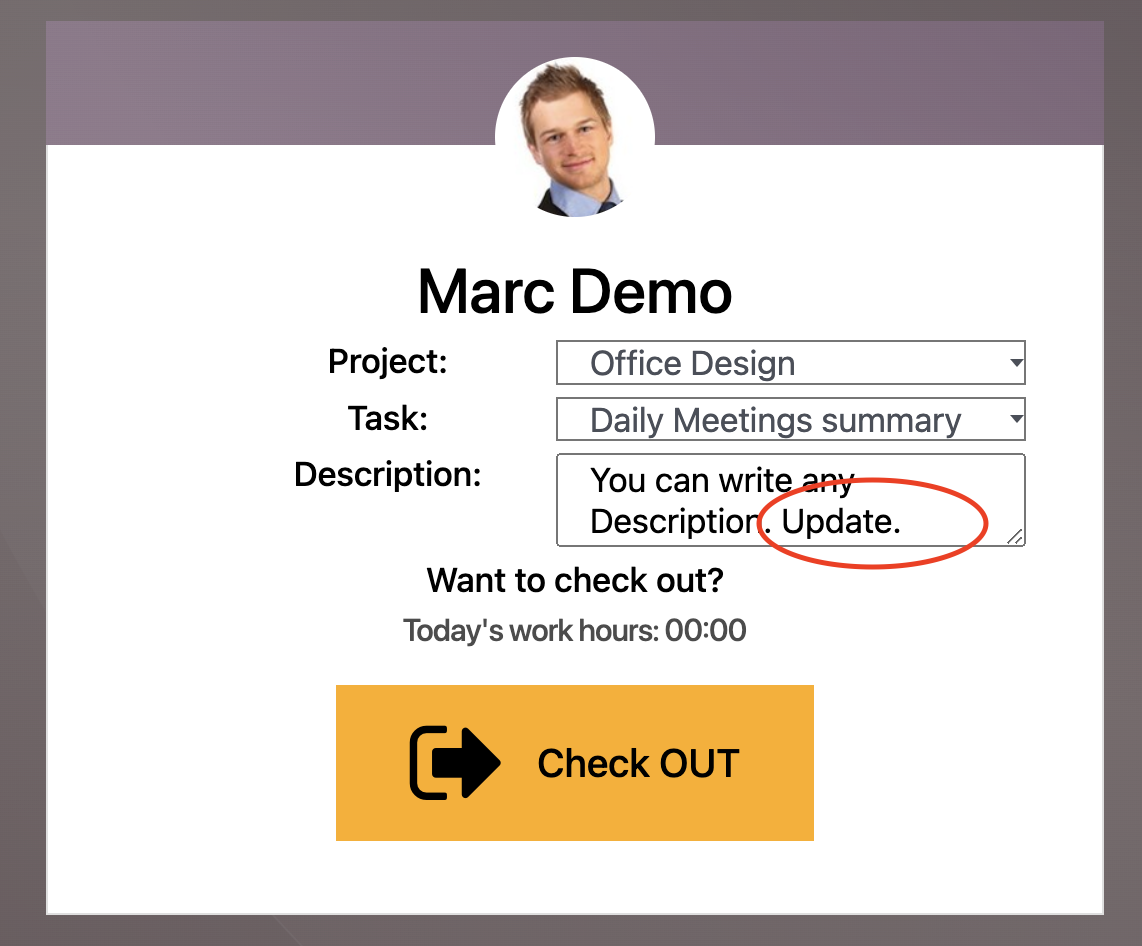 Marc Demo
Project: Office Design
Task: Daily Meetings summary
Description: You can write any
Description. Update.
Want to check out?
Today's work hours: 00:00
Check OUT